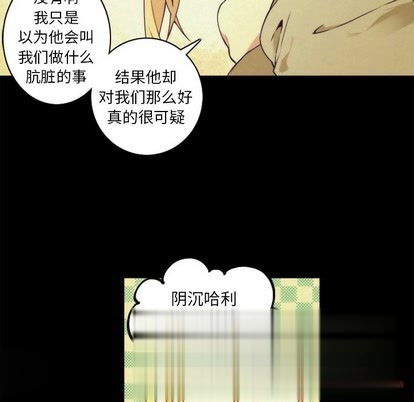 我只是
以为他会叫
我们做什么
肮脏的事
结果他却
对我们那么好
真的很可疑
阴沉哈利